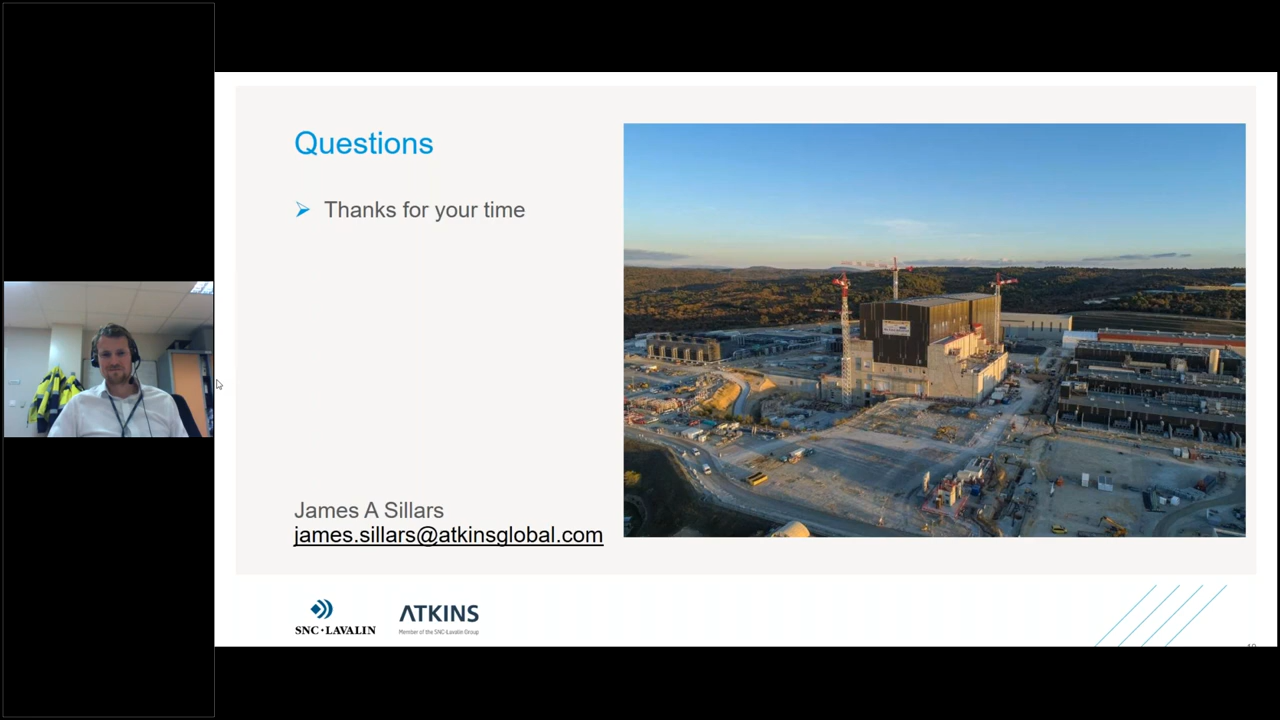 Questions
➢ Thanks for your time
James A Sillars
james.sillars@atkinsglobal.com
SNC·LAVALIN
ATKINS
Member of the SNC-Lavalin Group